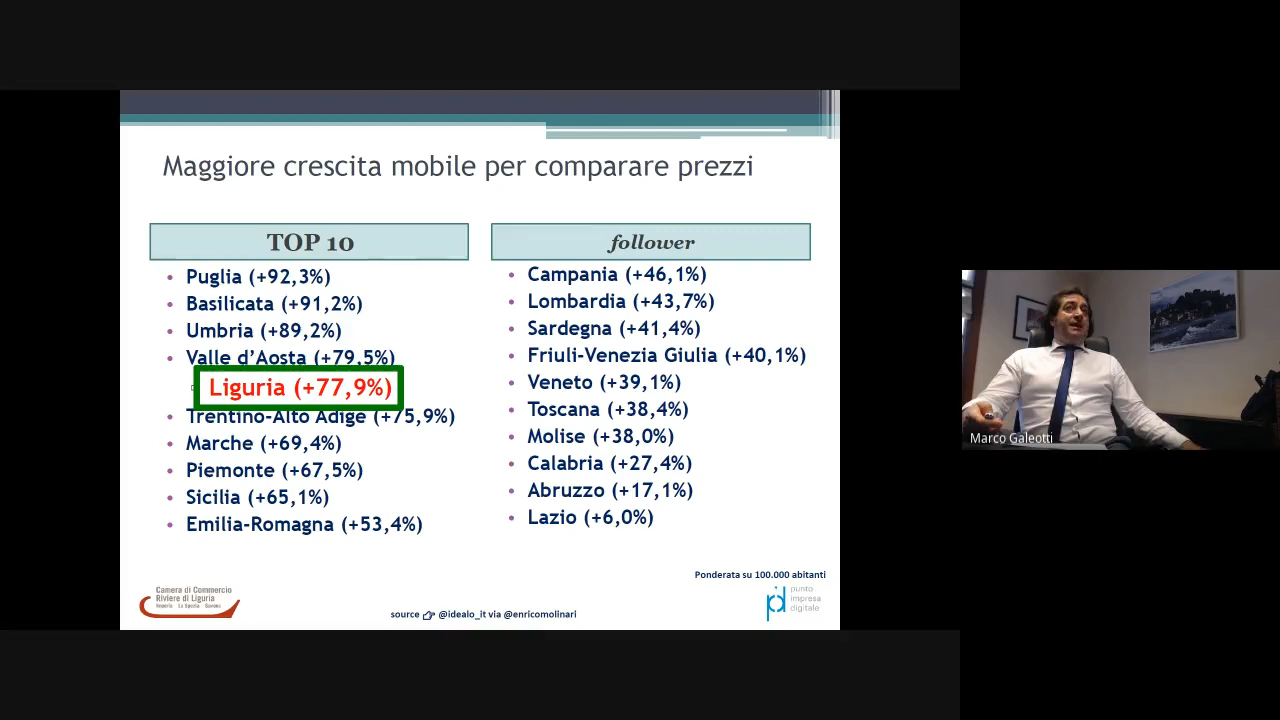 Maggiore crescita mobile per comparare prezzi
TOP 10
Puglia (+92,3%)
Basilicata (+91,2%)
Umbria (+89,2%)
Valle d’Aosta (+79,5%)
Liguria (+77,9%)
Trentino-Alto Adige (+75,9%)
Marche (+69,4%)
Piemonte (+67,5%)
Sicilia (+65,1%)
Emilia-Romagna (+53,4%)
follower
Campania (+46,1%)
Lombardia (+43,7%)
Sardegna (+41,4%)
Friuli-Venezia Giulia (+40,1%)
Veneto (+39,1%)
Toscana (+38,4%)
Molise (+38,0%)
Calabria (+27,4%)
Abruzzo (+17,1%)
Lazio (+6,0%)
Ponderata su 100.000 abitanti
Camera di Commercio
Riviere di Liguria
Imperia La Spezia Savona
source @idealo_it via @enricomolinari
pid
punto
impresa
digitale
Marco Galeotti